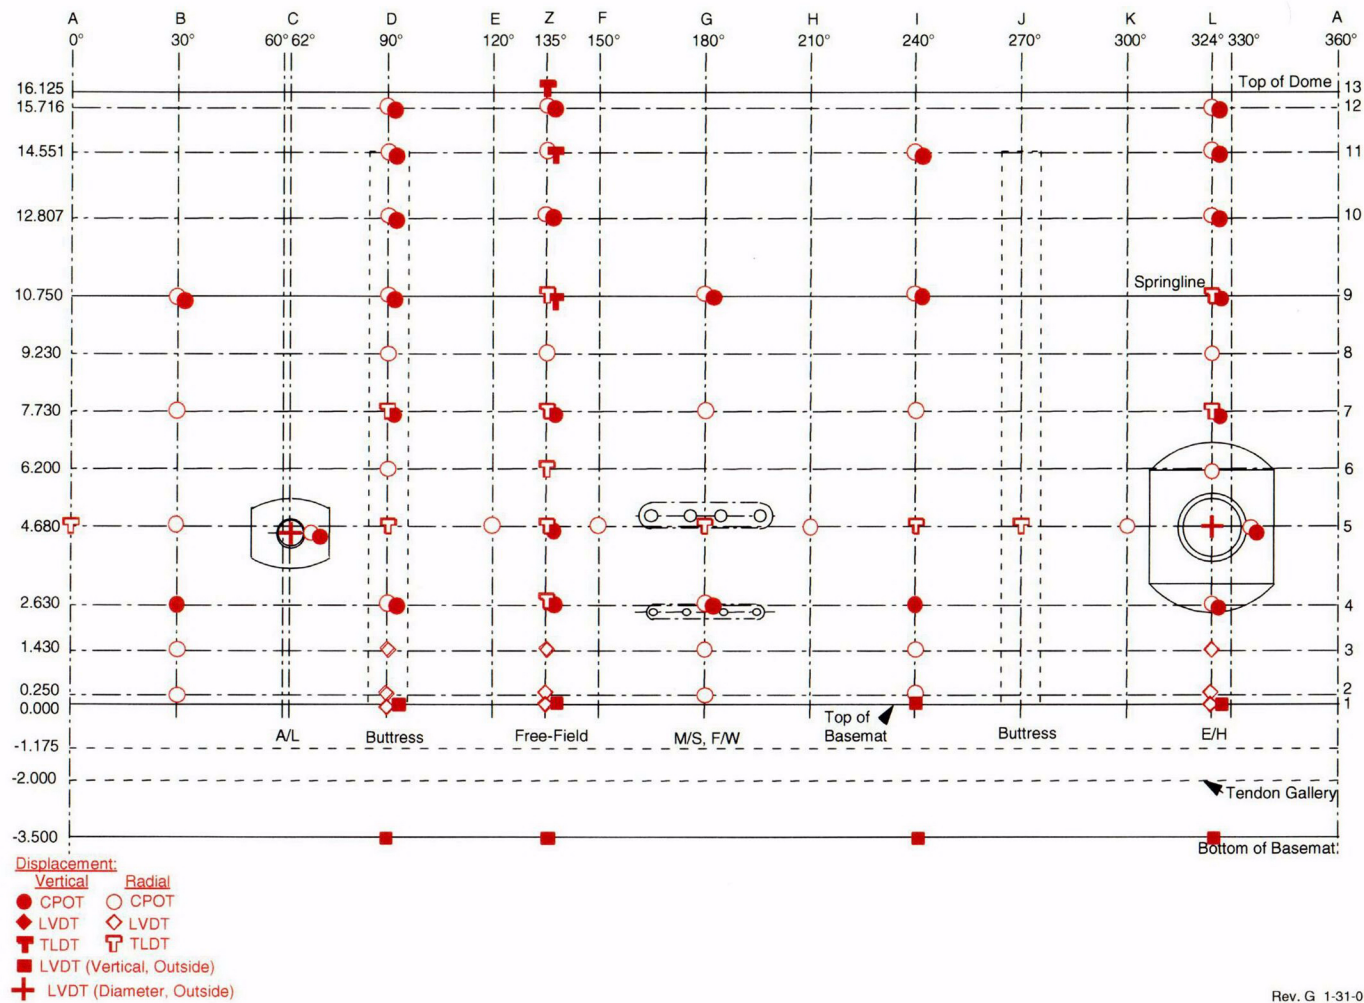 A B C D E Z F G H I J K L A
0° 30° 60° 62° 90° 120° 135° 150° 180° 210° 240° 270° 300° 324° 330° 360°
16.125 Top of Dome 13
15.716 12
14.551 11
12.807 10
Springline
10.750 9
9.230 8
7.730 7
6.200 6
4.680 5
2.630 4
1.430 3
0.250 2
0.000 1
Top of
Basemat
A/L Buttress Free-Field M/S, F/W Buttress E/H
-1.175
-2.000
Tendon Gallery
-3.500
Bottom of Basemat
Displacement:
Vertical Radial
CPOT CPOT
LVDT LVDT
TLDT TLDT
LVDT (Vertical, Outside)
LVDT (Diameter, Outside)
Rev. G 1-31-0